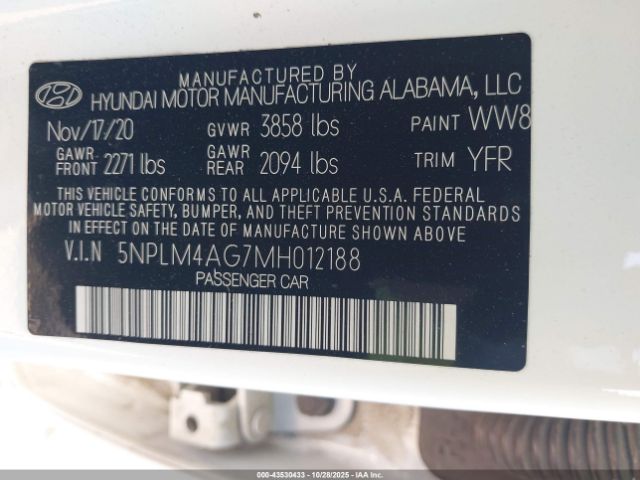 MANUFACTURED BY
HYUNDAI MOTOR MANUFACTURING ALABAMA, LLC
Nov/17/20 GVWR 3858 lbs PAINT WW8
GAWR FRONT 2271 lbs GAWR REAR 2094 lbs TRIM YFR
THIS VEHICLE CONFORMS TO ALL APPLICABLE U.S.A. FEDERAL
MOTOR VEHICLE SAFETY, BUMPER, AND THEFT PREVENTION STANDARDS
IN EFFECT ON THE DATE OF MANUFACTURE SHOWN ABOVE.
V.I.N 5NPLM4AG7MH012188
PASSENGER CAR
000-43530433 - 10/28/2025 - IAA, Inc.